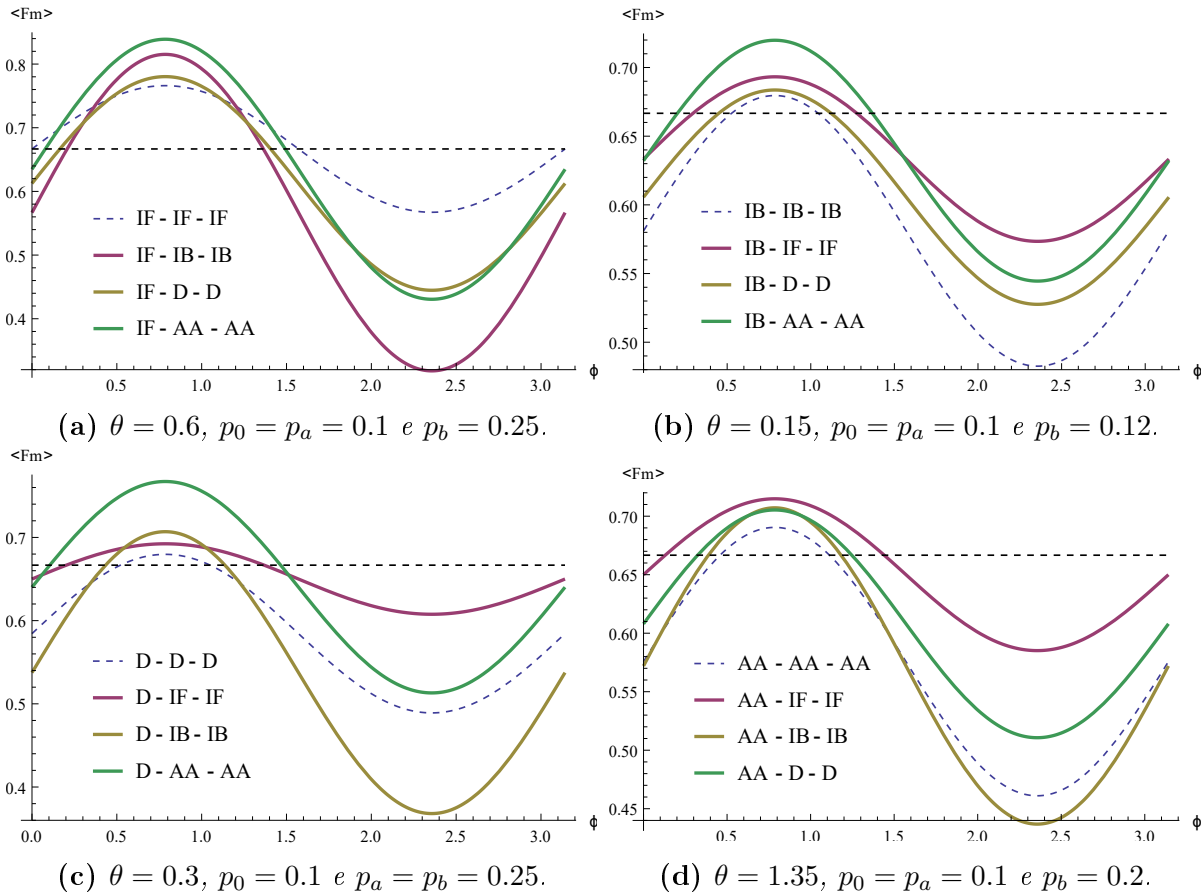 <Fm>
0.8
0.7
0.6
0.5
0.4
IF - IF - IF
IF - IB - IB
IF - D - D
IF - AA - AA
0.5 1.0 1.5 2.0 2.5 3.0 ϕ
(a) θ = 0.6, p₀ = pₐ = 0.1 e p_b = 0.25.
<Fm>
0.70
0.65
0.60
0.55
0.50
IB - IB - IB
IB - IF - IF
IB - D - D
IB - AA - AA
0.5 1.0 1.5 2.0 2.5 3.0 ϕ
(b) θ = 0.15, p₀ = pₐ = 0.1 e p_b = 0.12.
<Fm>
0.7
0.6
0.5
0.4
D - D - D
D - IF - IF
D - IB - IB
D - AA - AA
0.0 0.5 1.0 1.5 2.0 2.5 3.0 ϕ
(c) θ = 0.3, p₀ = 0.1 e pₐ = p_b = 0.25.
<Fm>
0.70
0.65
0.60
0.55
0.50
0.45
AA - AA - AA
AA - IF - IF
AA - IB - IB
AA - D - D
0.5 1.0 1.5 2.0 2.5 3.0 ϕ
(d) θ = 1.35, p₀ = pₐ = 0.1 e p_b = 0.2.